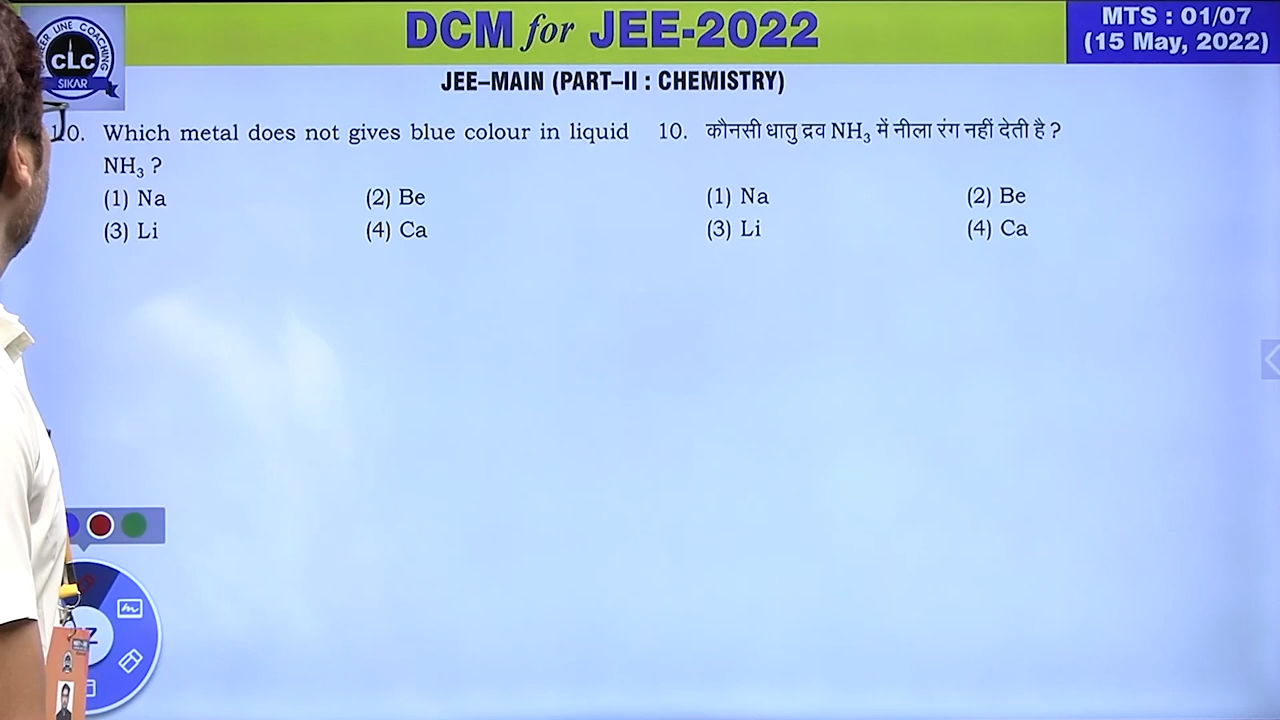 DCM for JEE-2022
MTS : 01/07
(15 May, 2022)
LINE COACHING
CLC
SIKAR
JEE–MAIN (PART–II : CHEMISTRY)
10. Which metal does not gives blue colour in liquid
NH₃ ?
(1) Na (2) Be
(3) Li (4) Ca
10. कौनसी धातु द्रव NH₃ में नीला रंग नहीं देती है ?
(1) Na (2) Be
(3) Li (4) Ca